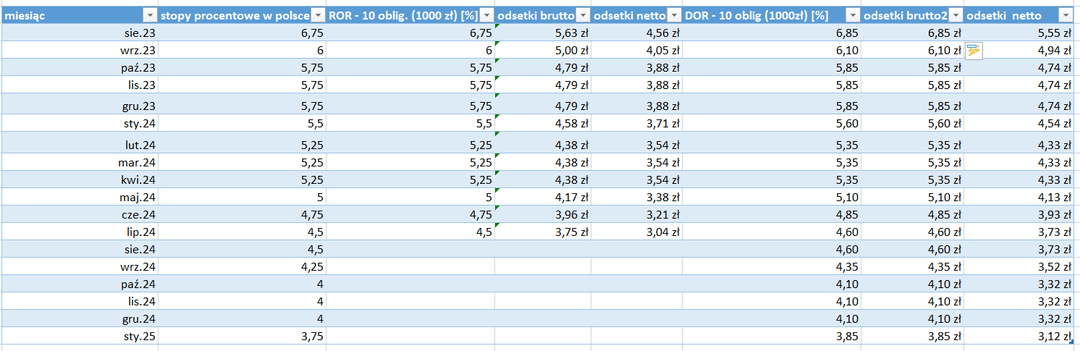 miesiąc stopy procentowe w polsce ROR - 10 oblig. (1000 zł) [%] odsetki brutto odsetki netto DOR - 10 oblig (1000zł) [%] odsetki brutto2 odsetki netto
sie.23 6,75 6,75 5,63 zł 4,56 zł 6,85 6,85 zł 5,55 zł
wrz.23 6 6 5,00 zł 4,05 zł 6,10 6,10 zł 4,94 zł
paź.23 5,75 5,75 4,79 zł 3,88 zł 5,85 5,85 zł 4,74 zł
lis.23 5,75 5,75 4,79 zł 3,88 zł 5,85 5,85 zł 4,74 zł
gru.23 5,75 5,75 4,79 zł 3,88 zł 5,85 5,85 zł 4,74 zł
sty.24 5,5 5,5 4,58 zł 3,71 zł 5,60 5,60 zł 4,54 zł
lut.24 5,25 5,25 4,38 zł 3,54 zł 5,35 5,35 zł 4,33 zł
mar.24 5,25 5,25 4,38 zł 3,54 zł 5,35 5,35 zł 4,33 zł
kwi.24 5,25 5,25 4,38 zł 3,54 zł 5,35 5,35 zł 4,33 zł
maj.24 5 5 4,17 zł 3,38 zł 5,10 5,10 zł 4,13 zł
cze.24 4,75 4,75 3,96 zł 3,21 zł 4,85 4,85 zł 3,93 zł
lip.24 4,5 4,5 3,75 zł 3,04 zł 4,60 4,60 zł 3,73 zł
sie.24 4,5 4,60 4,60 zł 3,73 zł
wrz.24 4,25 4,35 4,35 zł 3,52 zł
paź.24 4 4,10 4,10 zł 3,32 zł
lis.24 4 4,10 4,10 zł 3,32 zł
gru.24 4 4,10 4,10 zł 3,32 zł
sty.25 3,75 3,85 3,85 zł 3,12 zł